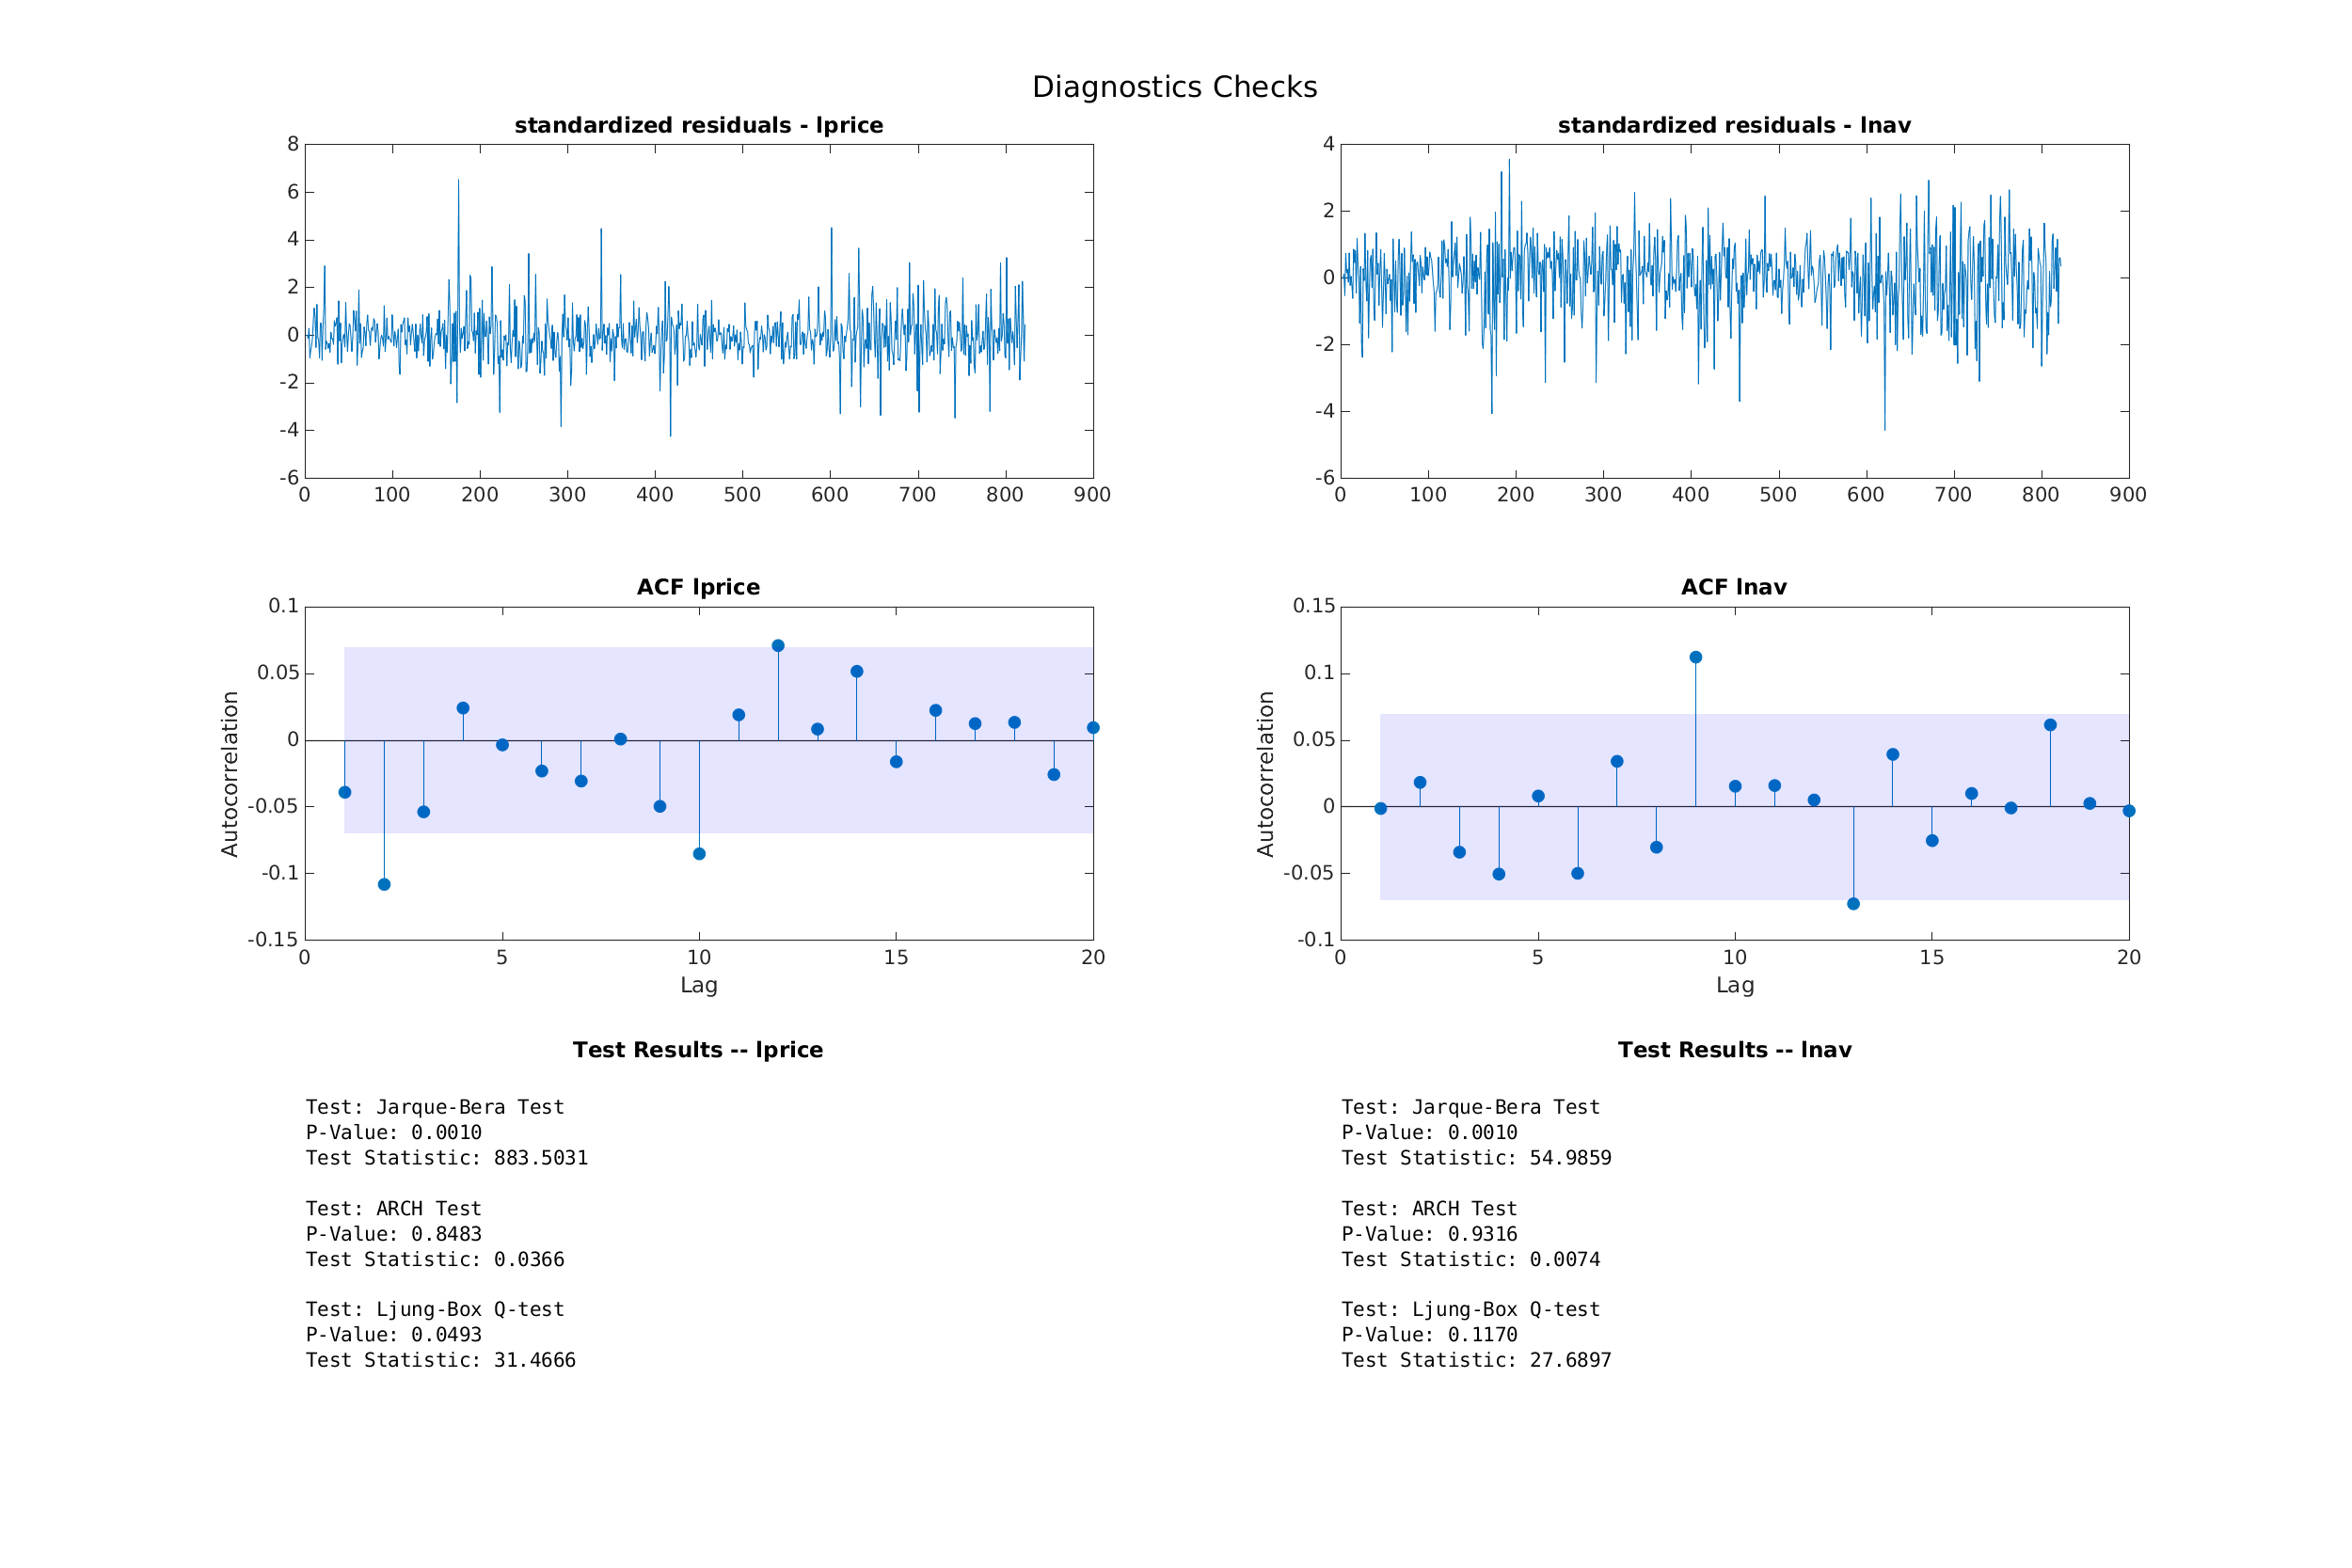 Diagnostics Checks
standardized residuals - lprice
8
6
4
2
0
-2
-4
-6
0 100 200 300 400 500 600 700 800 900
standardized residuals - lnav
4
2
0
-2
-4
-6
0 100 200 300 400 500 600 700 800 900
ACF lprice
0.1
0.05
0
-0.05
-0.1
-0.15
Autocorrelation
0 5 10 15 20
Lag
ACF lnav
0.15
0.1
0.05
0
-0.05
-0.1
Autocorrelation
0 5 10 15 20
Lag
Test Results -- lprice
Test: Jarque-Bera Test
P-Value: 0.0010
Test Statistic: 883.5031
Test: ARCH Test
P-Value: 0.8483
Test Statistic: 0.0366
Test: Ljung-Box Q-test
P-Value: 0.0493
Test Statistic: 31.4666
Test Results -- lnav
Test: Jarque-Bera Test
P-Value: 0.0010
Test Statistic: 54.9859
Test: ARCH Test
P-Value: 0.9316
Test Statistic: 0.0074
Test: Ljung-Box Q-test
P-Value: 0.1170
Test Statistic: 27.6897